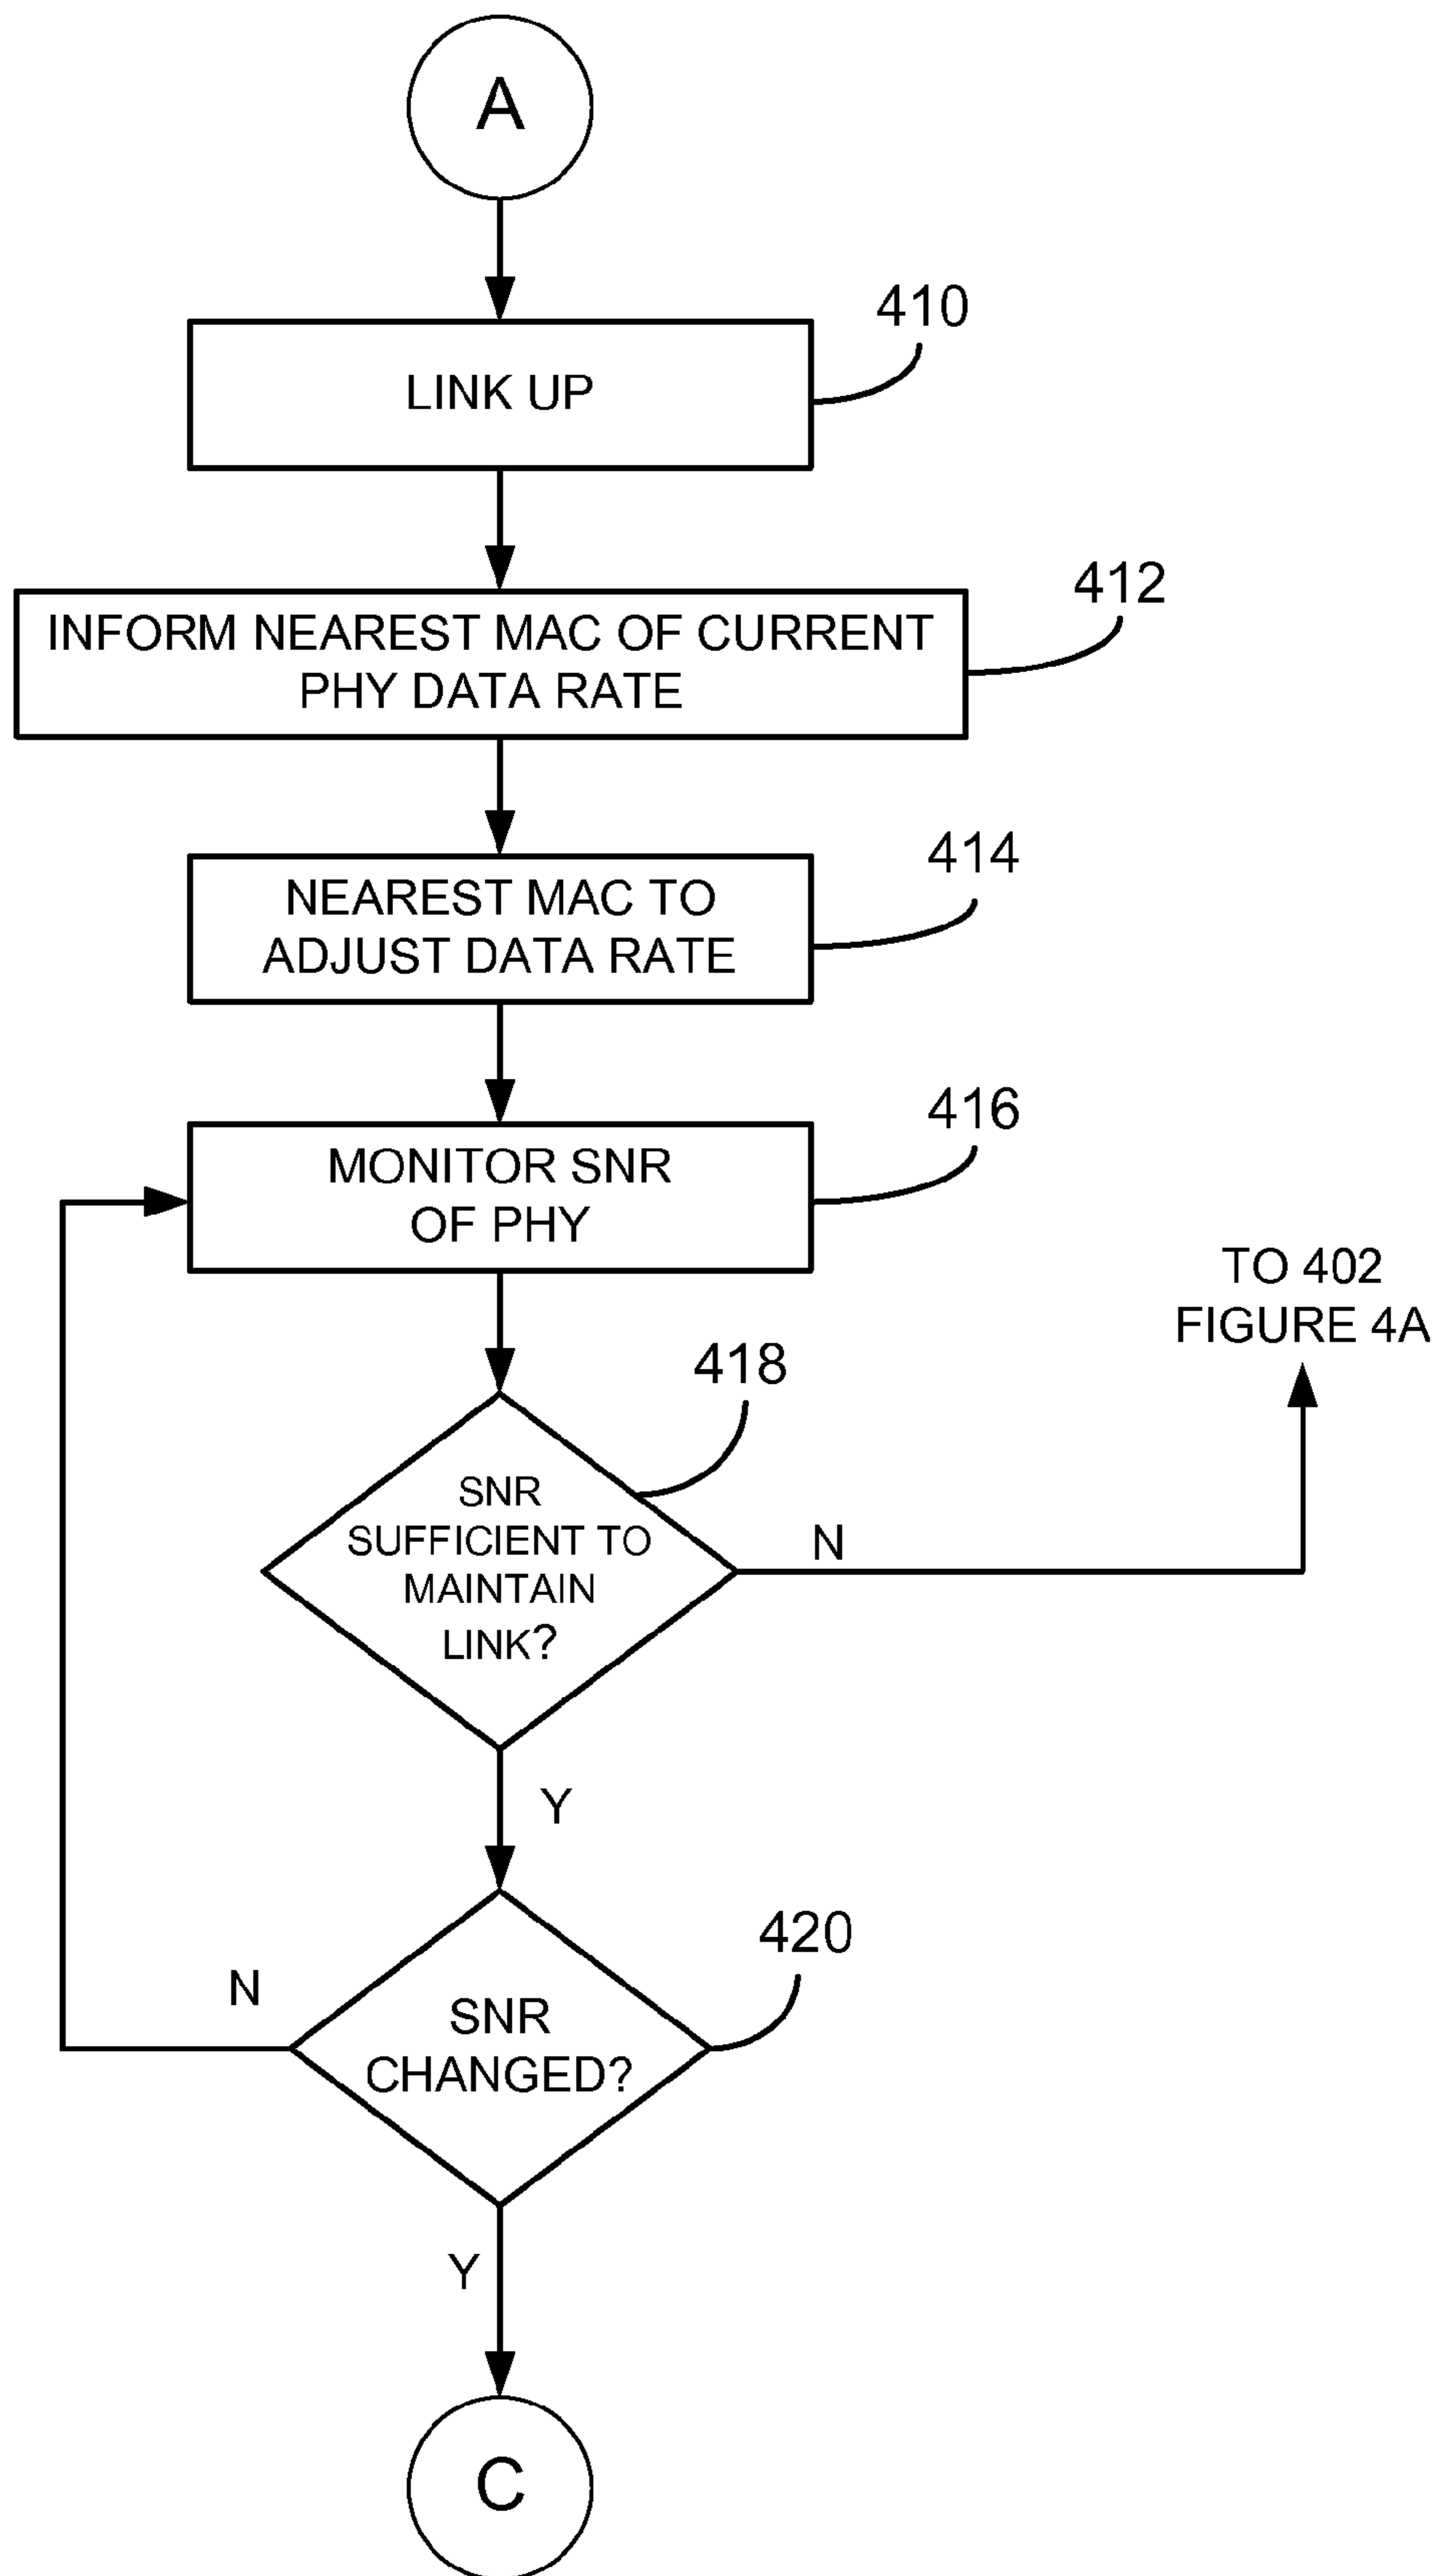 A
410
LINK UP
412
INFORM NEAREST MAC OF CURRENT
PHY DATA RATE
414
NEAREST MAC TO
ADJUST DATA RATE
416
MONITOR SNR
OF PHY
TO 402
FIGURE 4A
418
SNR
SUFFICIENT TO
MAINTAIN
LINK?
N
Y
420
N
SNR
CHANGED?
Y
C